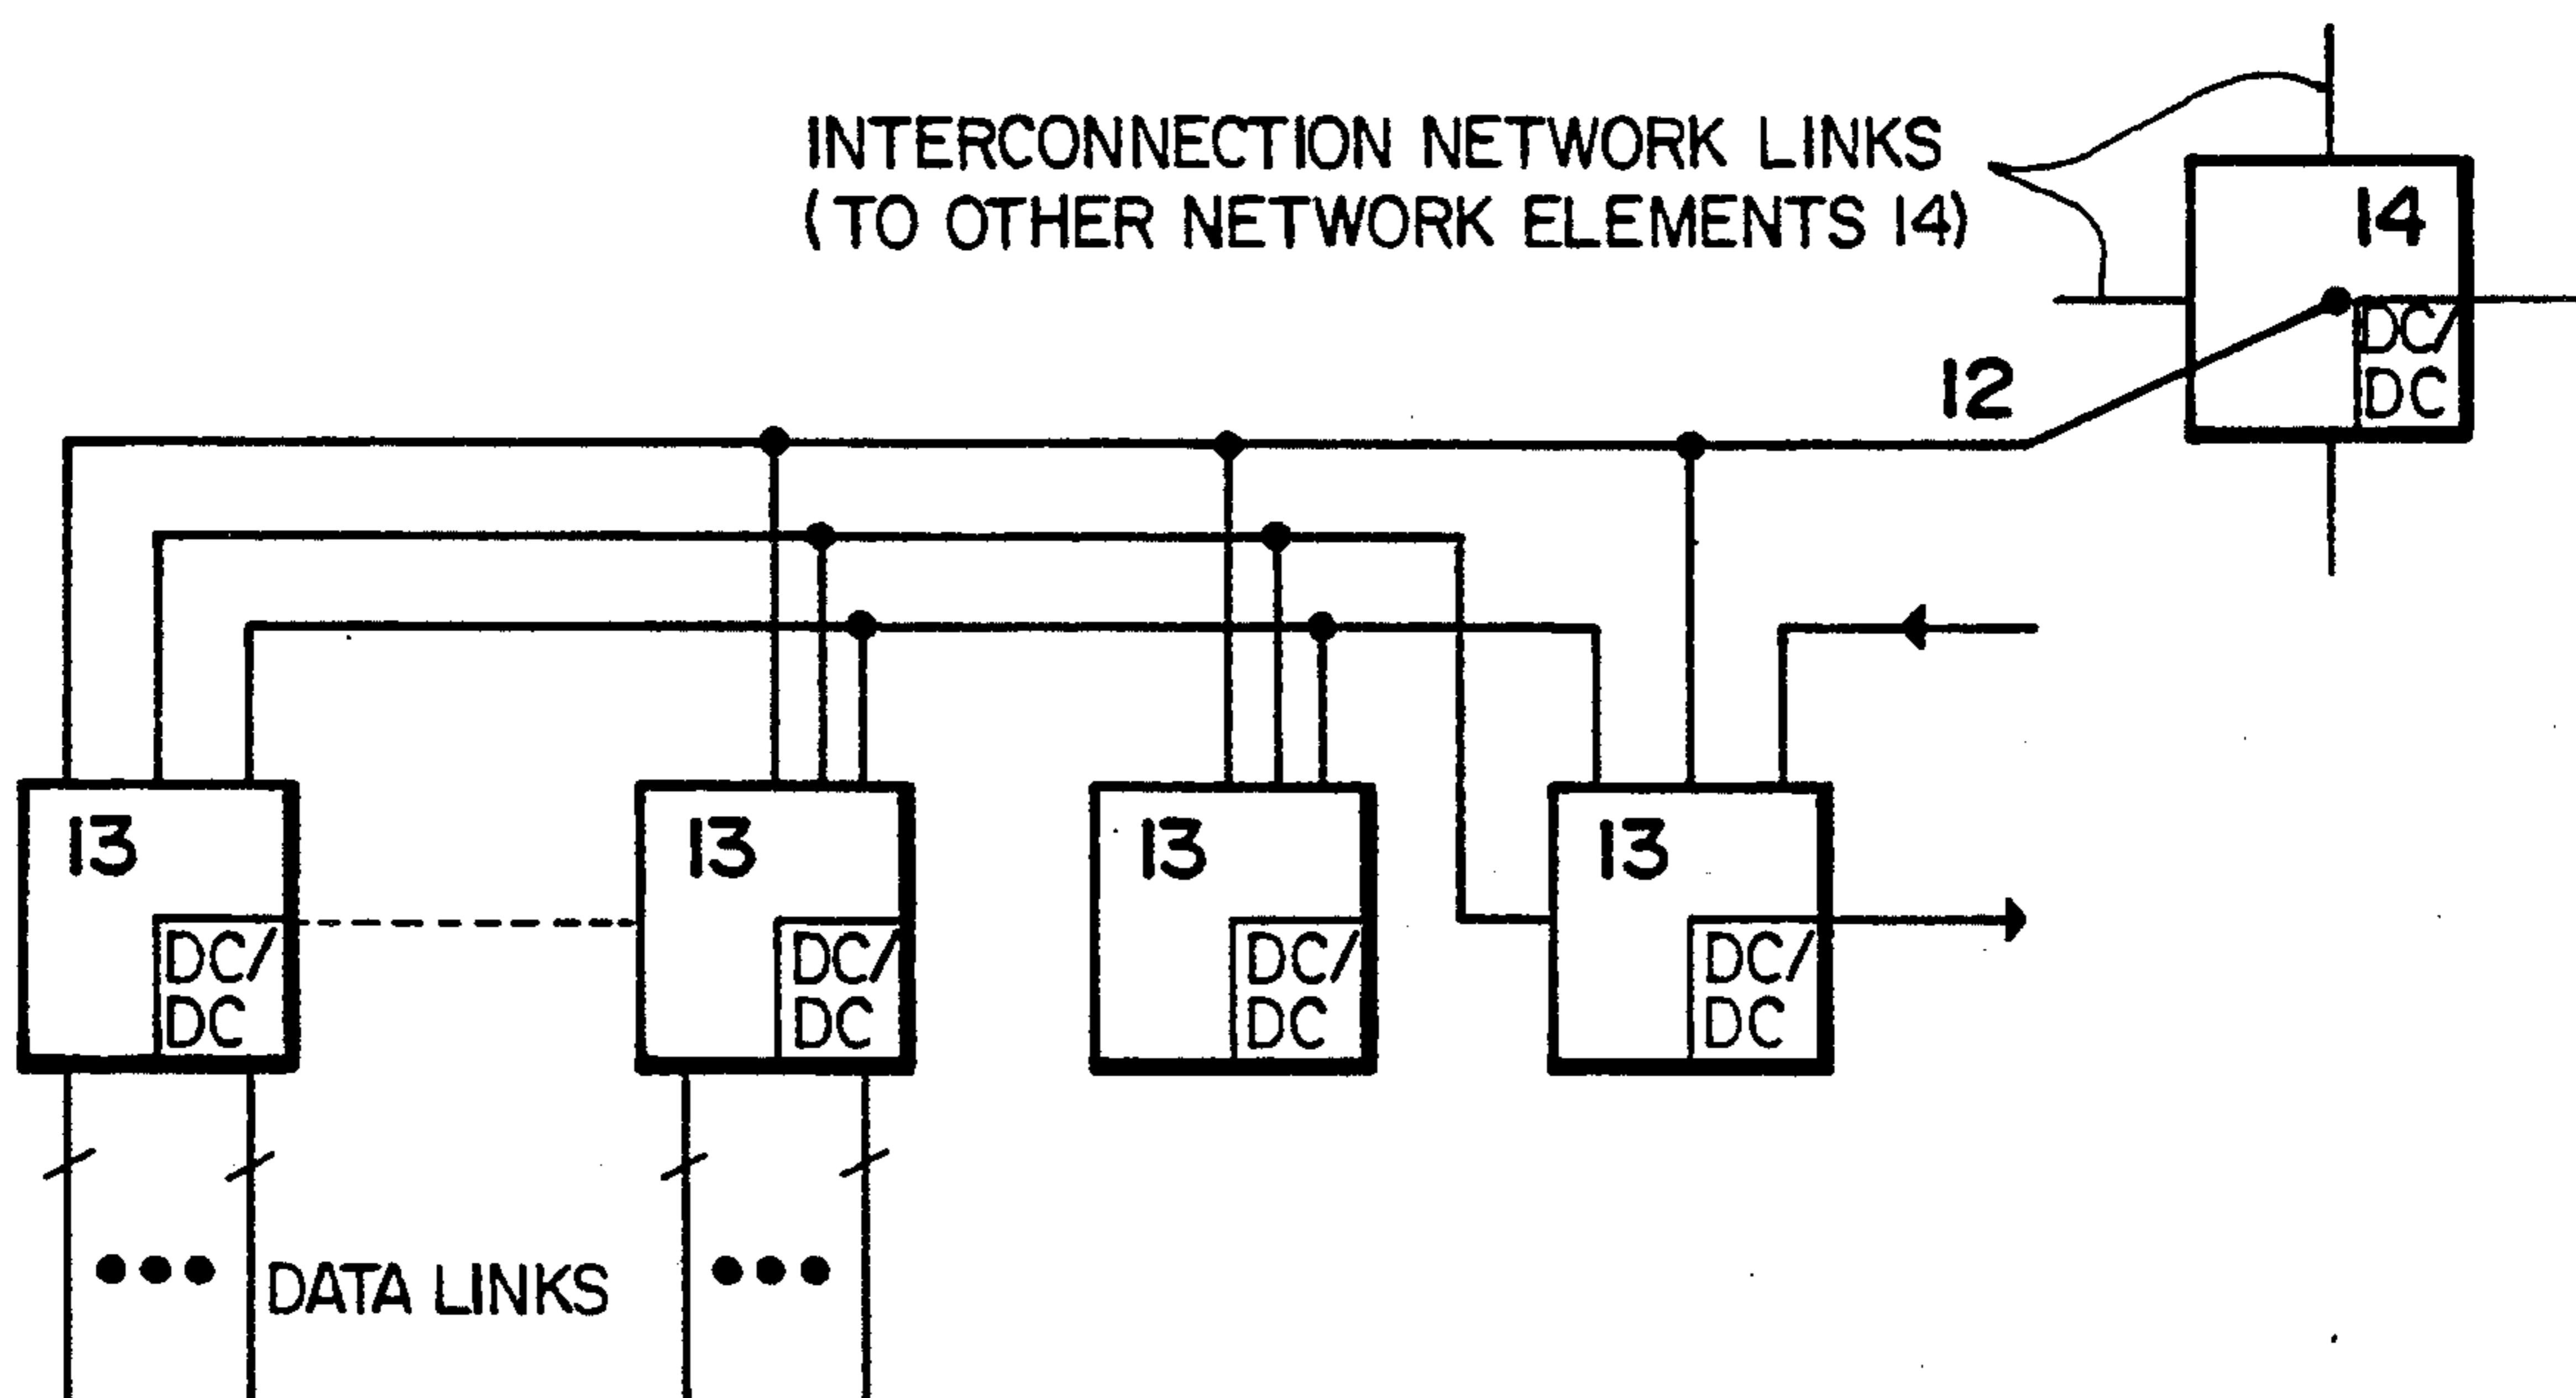 INTERCONNECTION NETWORK LINKS
(TO OTHER NETWORK ELEMENTS 14)
14
DC/
DC
12
13
DC/
DC
13
DC/
DC
13
DC/
DC
13
DC/
DC
DATA LINKS